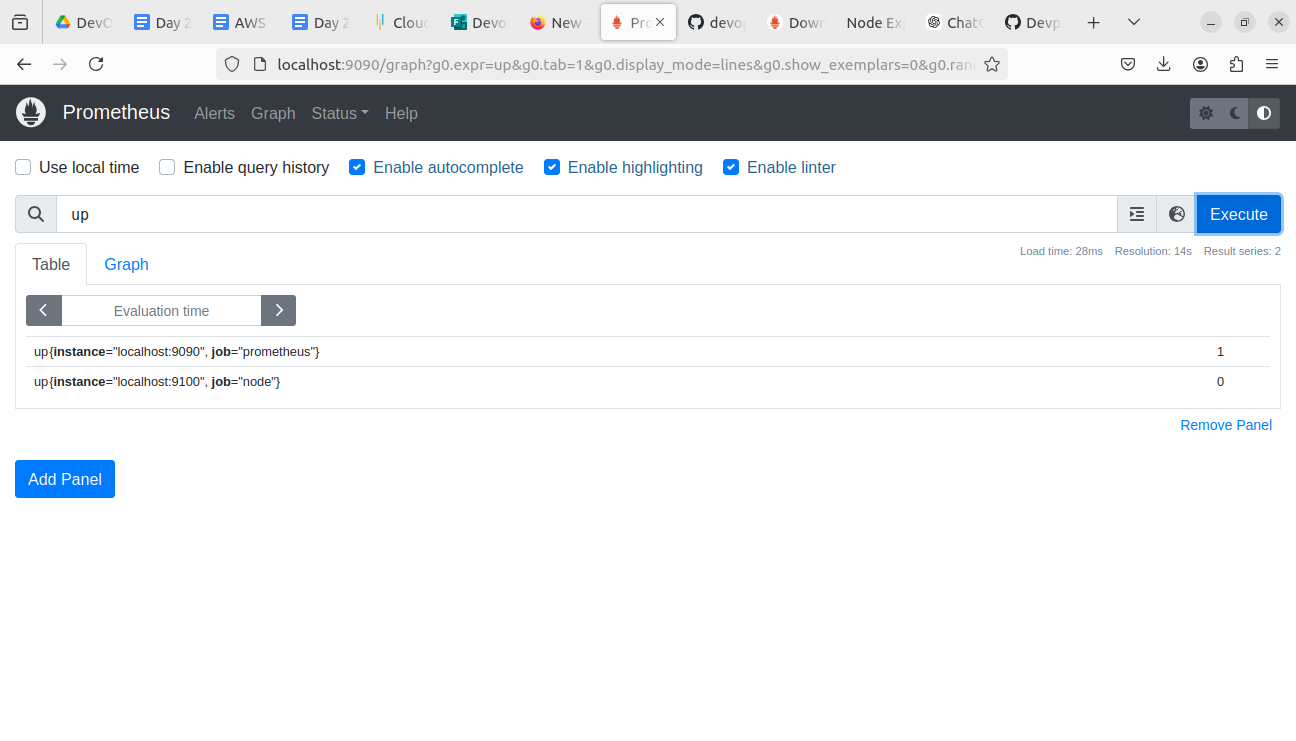 DevO Day 2 AWS Day 2 Cloud Devo New Pro devo Down Node Exp ChatG Devp
localhost:9090/graph?g0.expr=up&g0.tab=1&g0.display_mode=lines&g0.show_exemplars=0&g0.ran
Prometheus Alerts Graph Status Help
Use local time Enable query history Enable autocomplete Enable highlighting Enable linter
up Execute
Load time: 28ms Resolution: 14s Result series: 2
Table Graph
Evaluation time
up{instance="localhost:9090", job="prometheus"} 1
up{instance="localhost:9100", job="node"} 0
Remove Panel
Add Panel